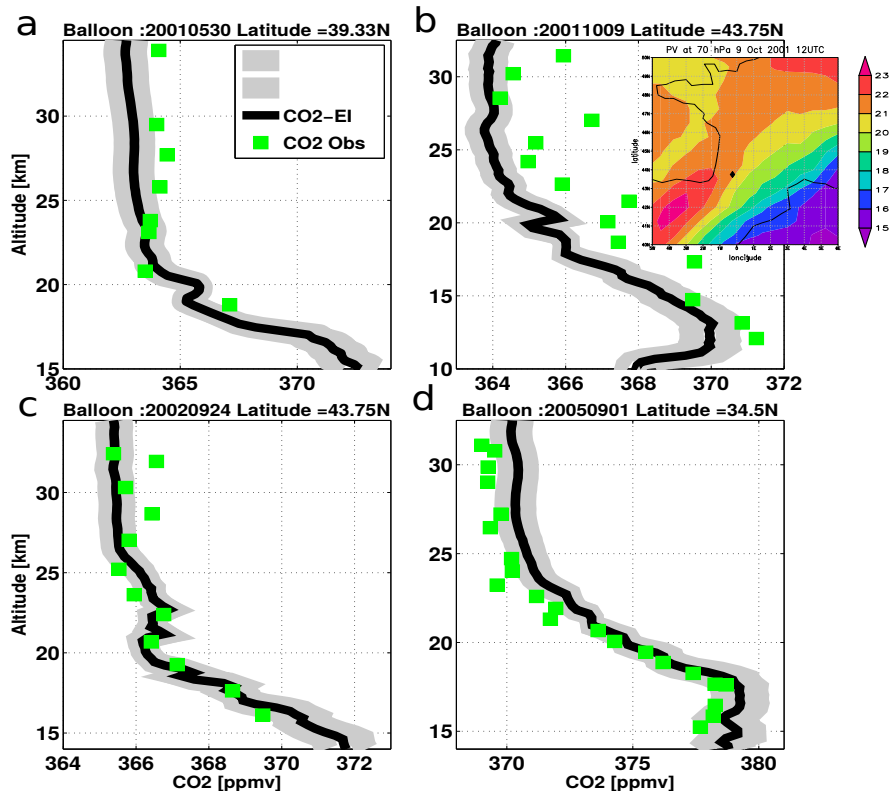 a
Balloon :20010530 Latitude =39.33N
CO2-EI
CO2 Obs
Altitude [km]
30
25
20
15
360
365
370
b
Balloon :20011009 Latitude =43.75N
PV at 70 hPa 9 Oct 2001 12UTC
latitude
longitude
23
22
21
20
19
18
17
16
15
30
25
20
15
10
364
366
368
370
372
c
Balloon :20020924 Latitude =43.75N
Altitude [km]
30
25
20
15
364
366
368
370
372
CO2 [ppmv]
d
Balloon :20050901 Latitude =34.5N
30
25
20
15
370
375
380
CO2 [ppmv]